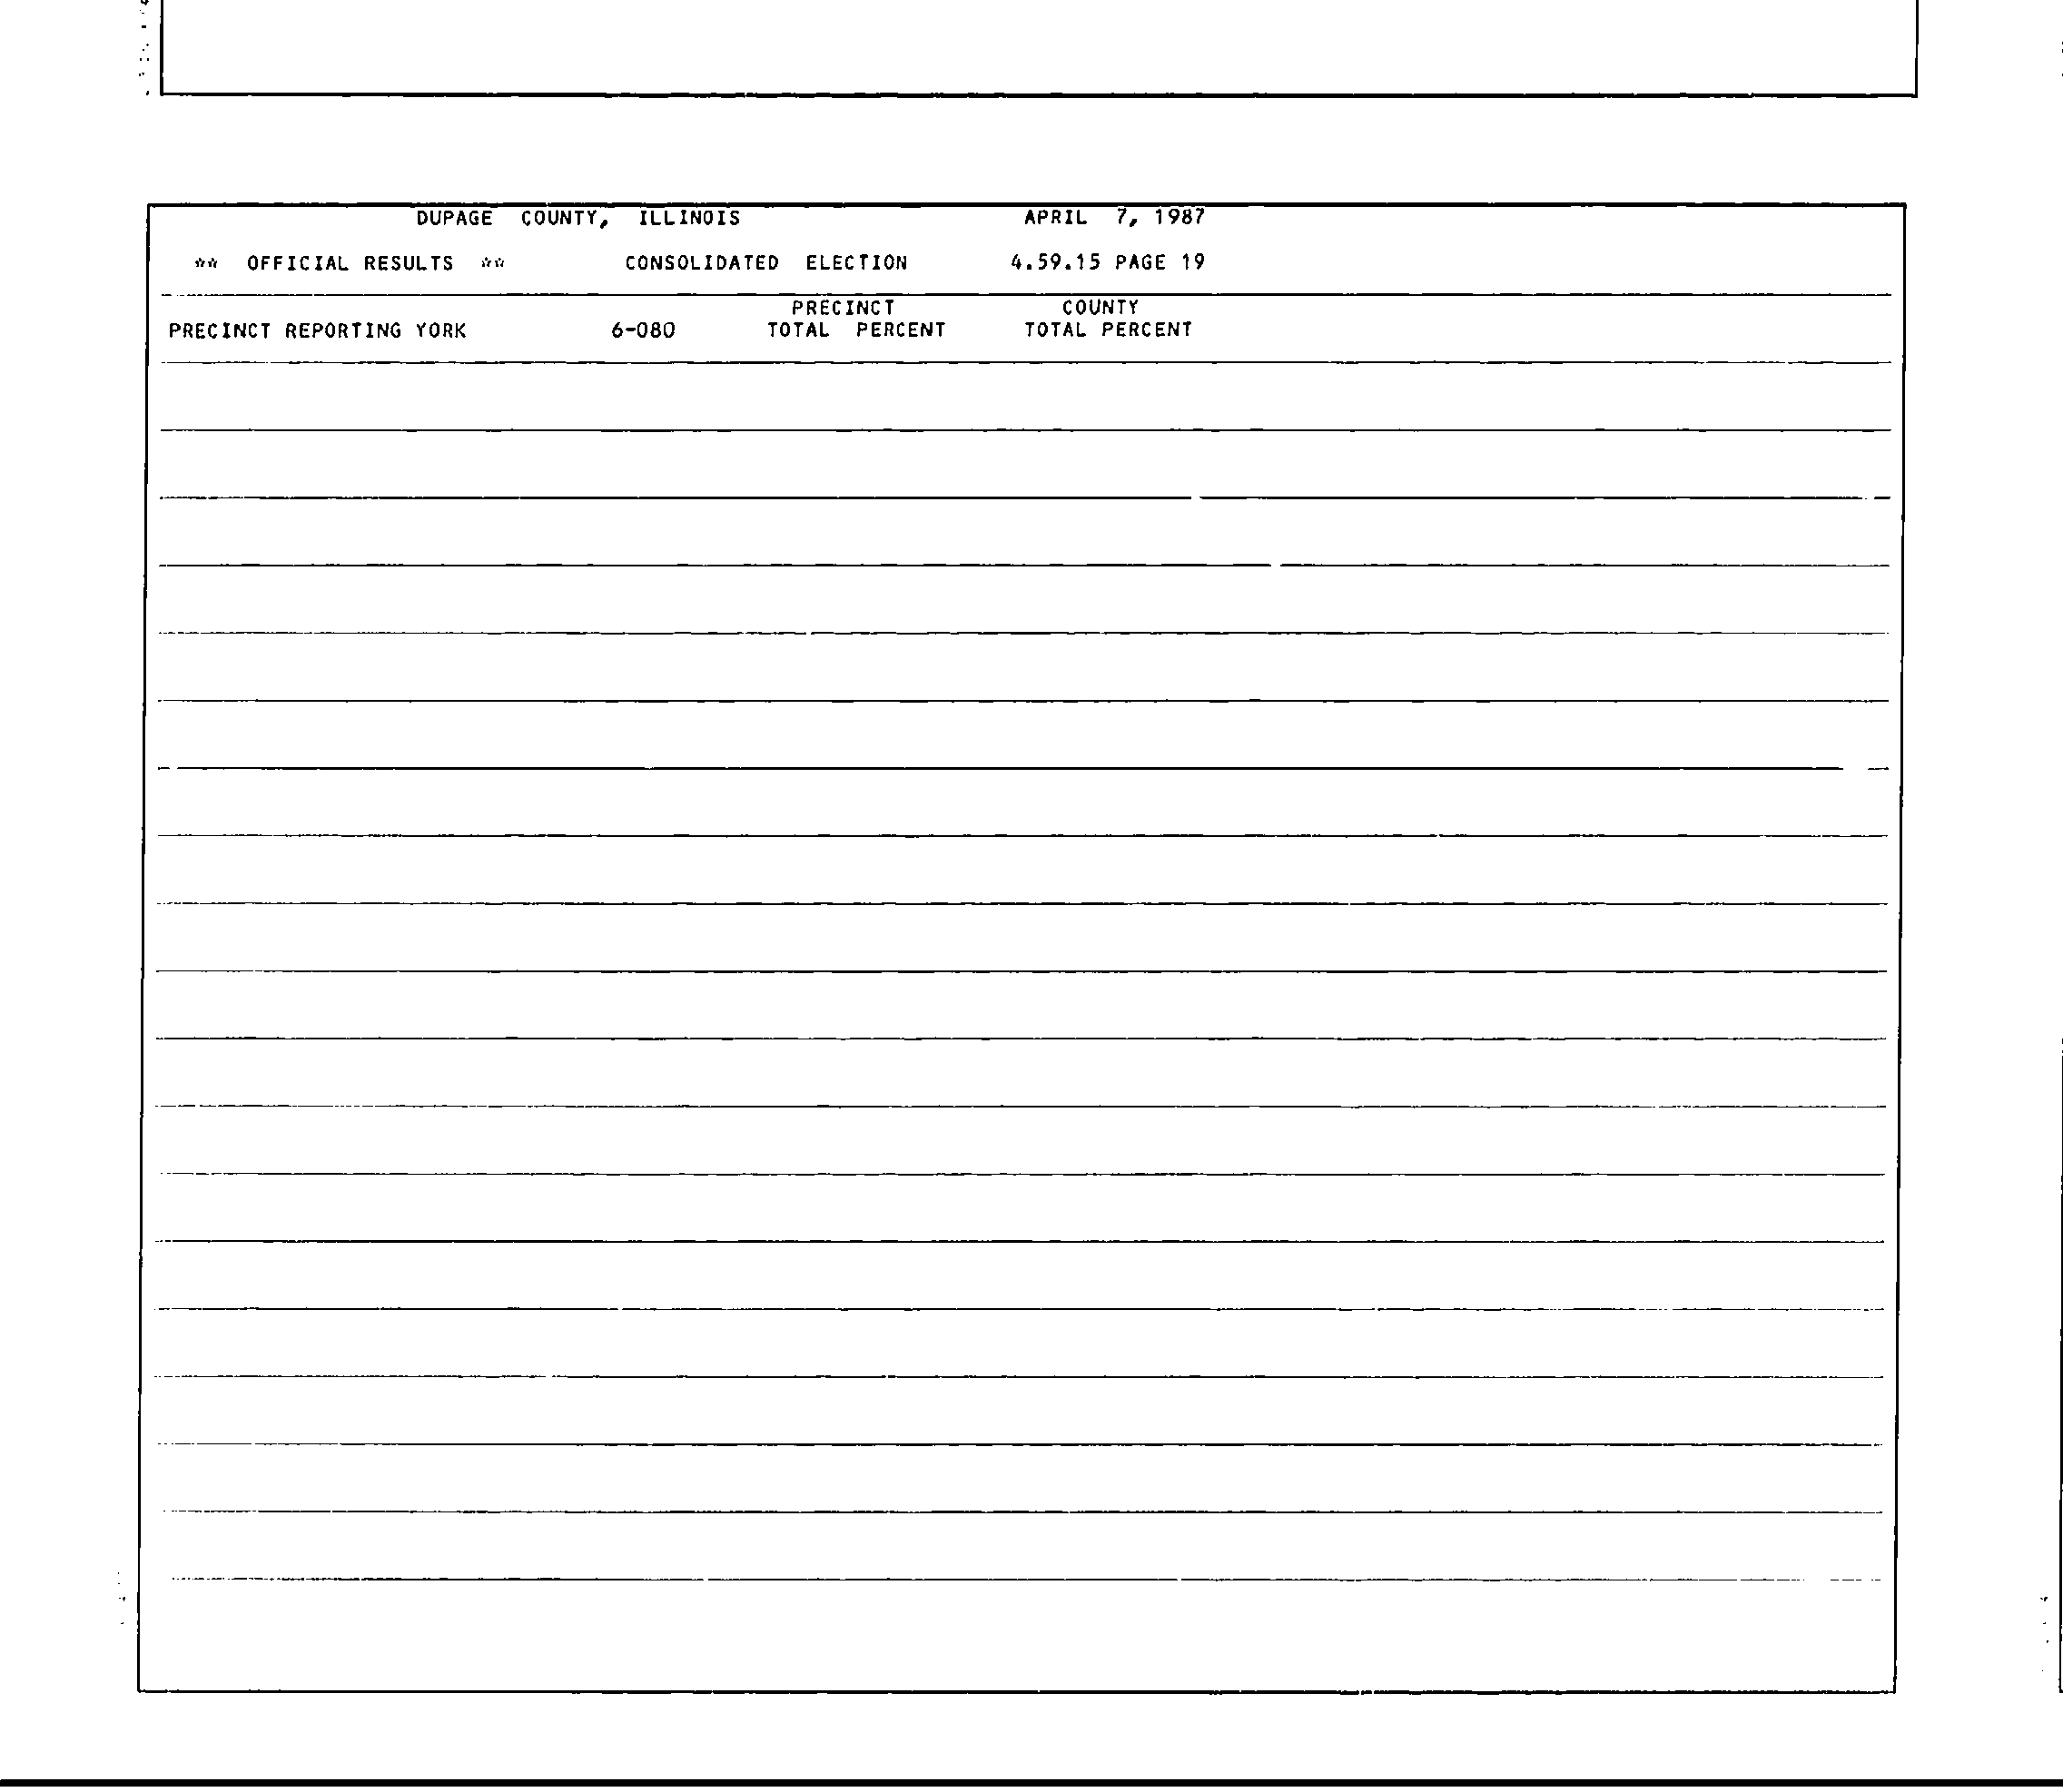 DUPAGE COUNTY, ILLINOIS APRIL 7, 1987
** OFFICIAL RESULTS ** CONSOLIDATED ELECTION 4.59.15 PAGE 19
PRECINCT COUNTY
PRECINCT REPORTING YORK 6-080 TOTAL PERCENT TOTAL PERCENT